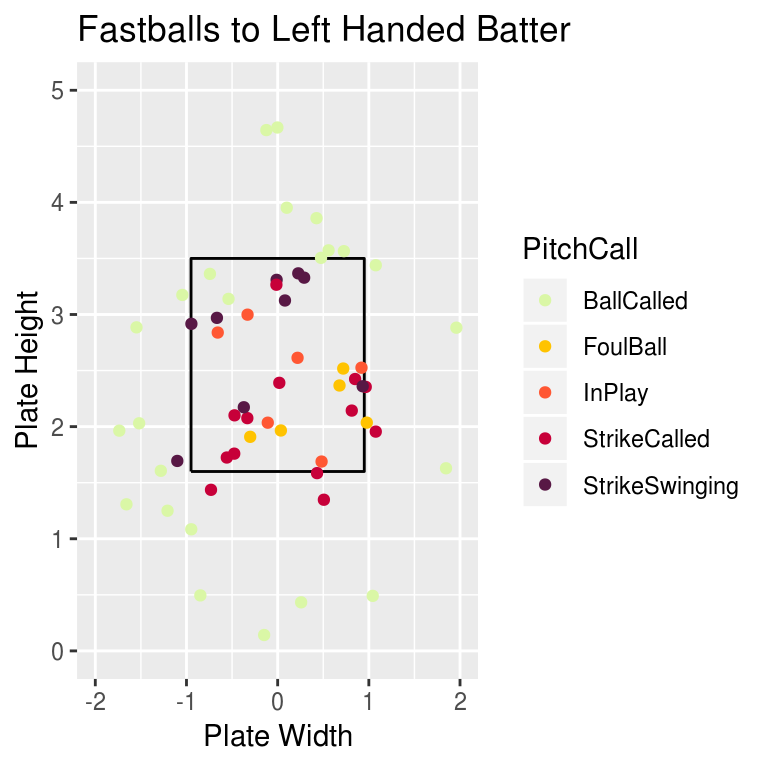 Fastballs to Left Handed Batter
5
4
3
2
1
0
Plate Height
-2 -1 0 1 2
Plate Width
PitchCall
BallCalled
FoulBall
InPlay
StrikeCalled
StrikeSwinging